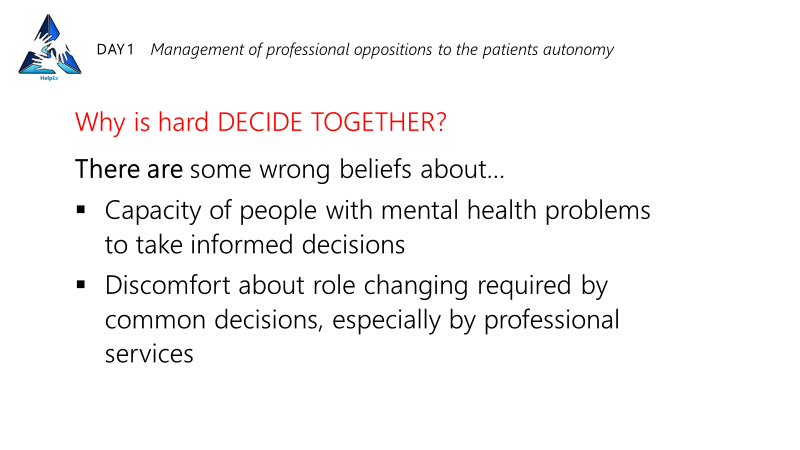 HelpEx
DAY 1 Management of professional oppositions to the patients autonomy
Why is hard DECIDE TOGETHER?
There are some wrong beliefs about…
▪ Capacity of people with mental health problems
to take informed decisions
▪ Discomfort about role changing required by
common decisions, especially by professional
services